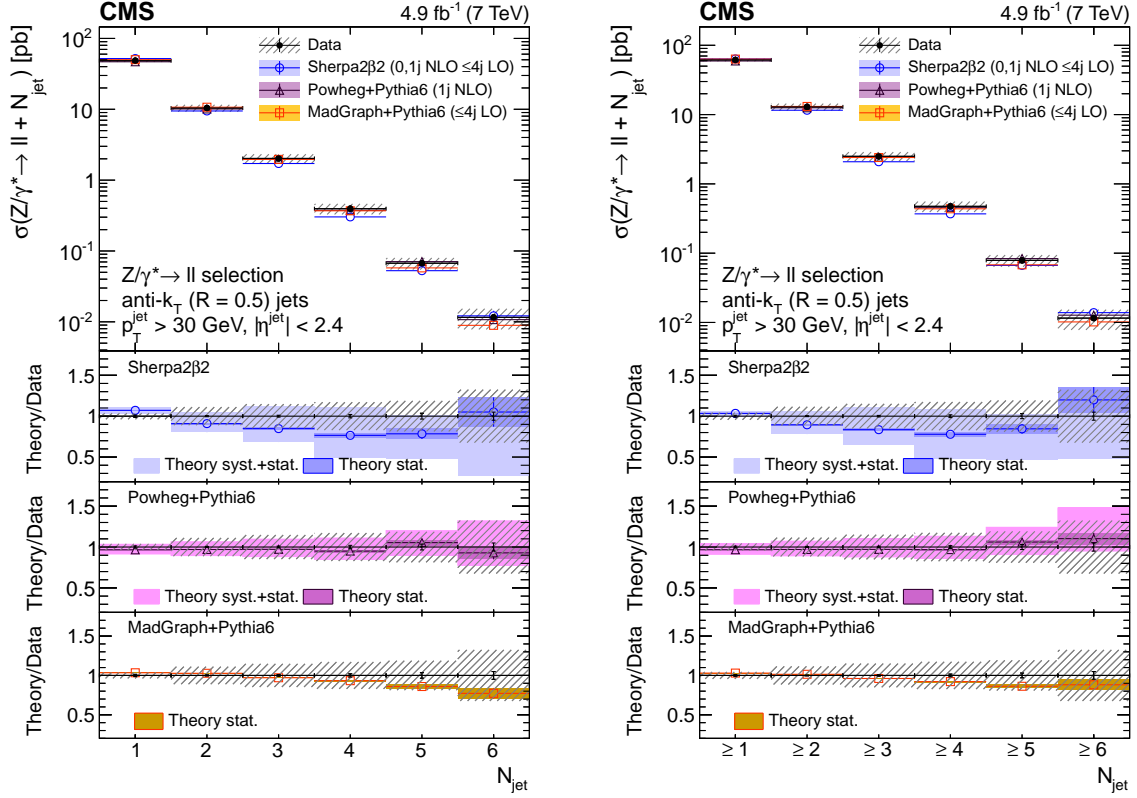 CMS 4.9 fb⁻¹ (7 TeV)
σ(Z/γ*→ ll + N_jet) [pb]
10²
10
1
10⁻¹
10⁻²
Data
Sherpa2β2 (0,1j NLO ≤4j LO)
Powheg+Pythia6 (1j NLO)
MadGraph+Pythia6 (≤4j LO)
Z/γ*→ ll selection
anti-k_T (R = 0.5) jets
p_T^jet > 30 GeV, |η^jet| < 2.4
Theory/Data
1.5
1
0.5
Sherpa2β2
Theory syst.+stat. Theory stat.
Theory/Data
1.5
1
0.5
Powheg+Pythia6
Theory syst.+stat. Theory stat.
Theory/Data
1.5
1
0.5
MadGraph+Pythia6
Theory stat.
1 2 3 4 5 6
N_jet
CMS 4.9 fb⁻¹ (7 TeV)
σ(Z/γ*→ ll + N_jet) [pb]
10²
10
1
10⁻¹
10⁻²
Data
Sherpa2β2 (0,1j NLO ≤4j LO)
Powheg+Pythia6 (1j NLO)
MadGraph+Pythia6 (≤4j LO)
Z/γ*→ ll selection
anti-k_T (R = 0.5) jets
p_T^jet > 30 GeV, |η^jet| < 2.4
Theory/Data
1.5
1
0.5
Sherpa2β2
Theory syst.+stat. Theory stat.
Theory/Data
1.5
1
0.5
Powheg+Pythia6
Theory syst.+stat. Theory stat.
Theory/Data
1.5
1
0.5
MadGraph+Pythia6
Theory stat.
≥ 1 ≥ 2 ≥ 3 ≥ 4 ≥ 5 ≥ 6
N_jet